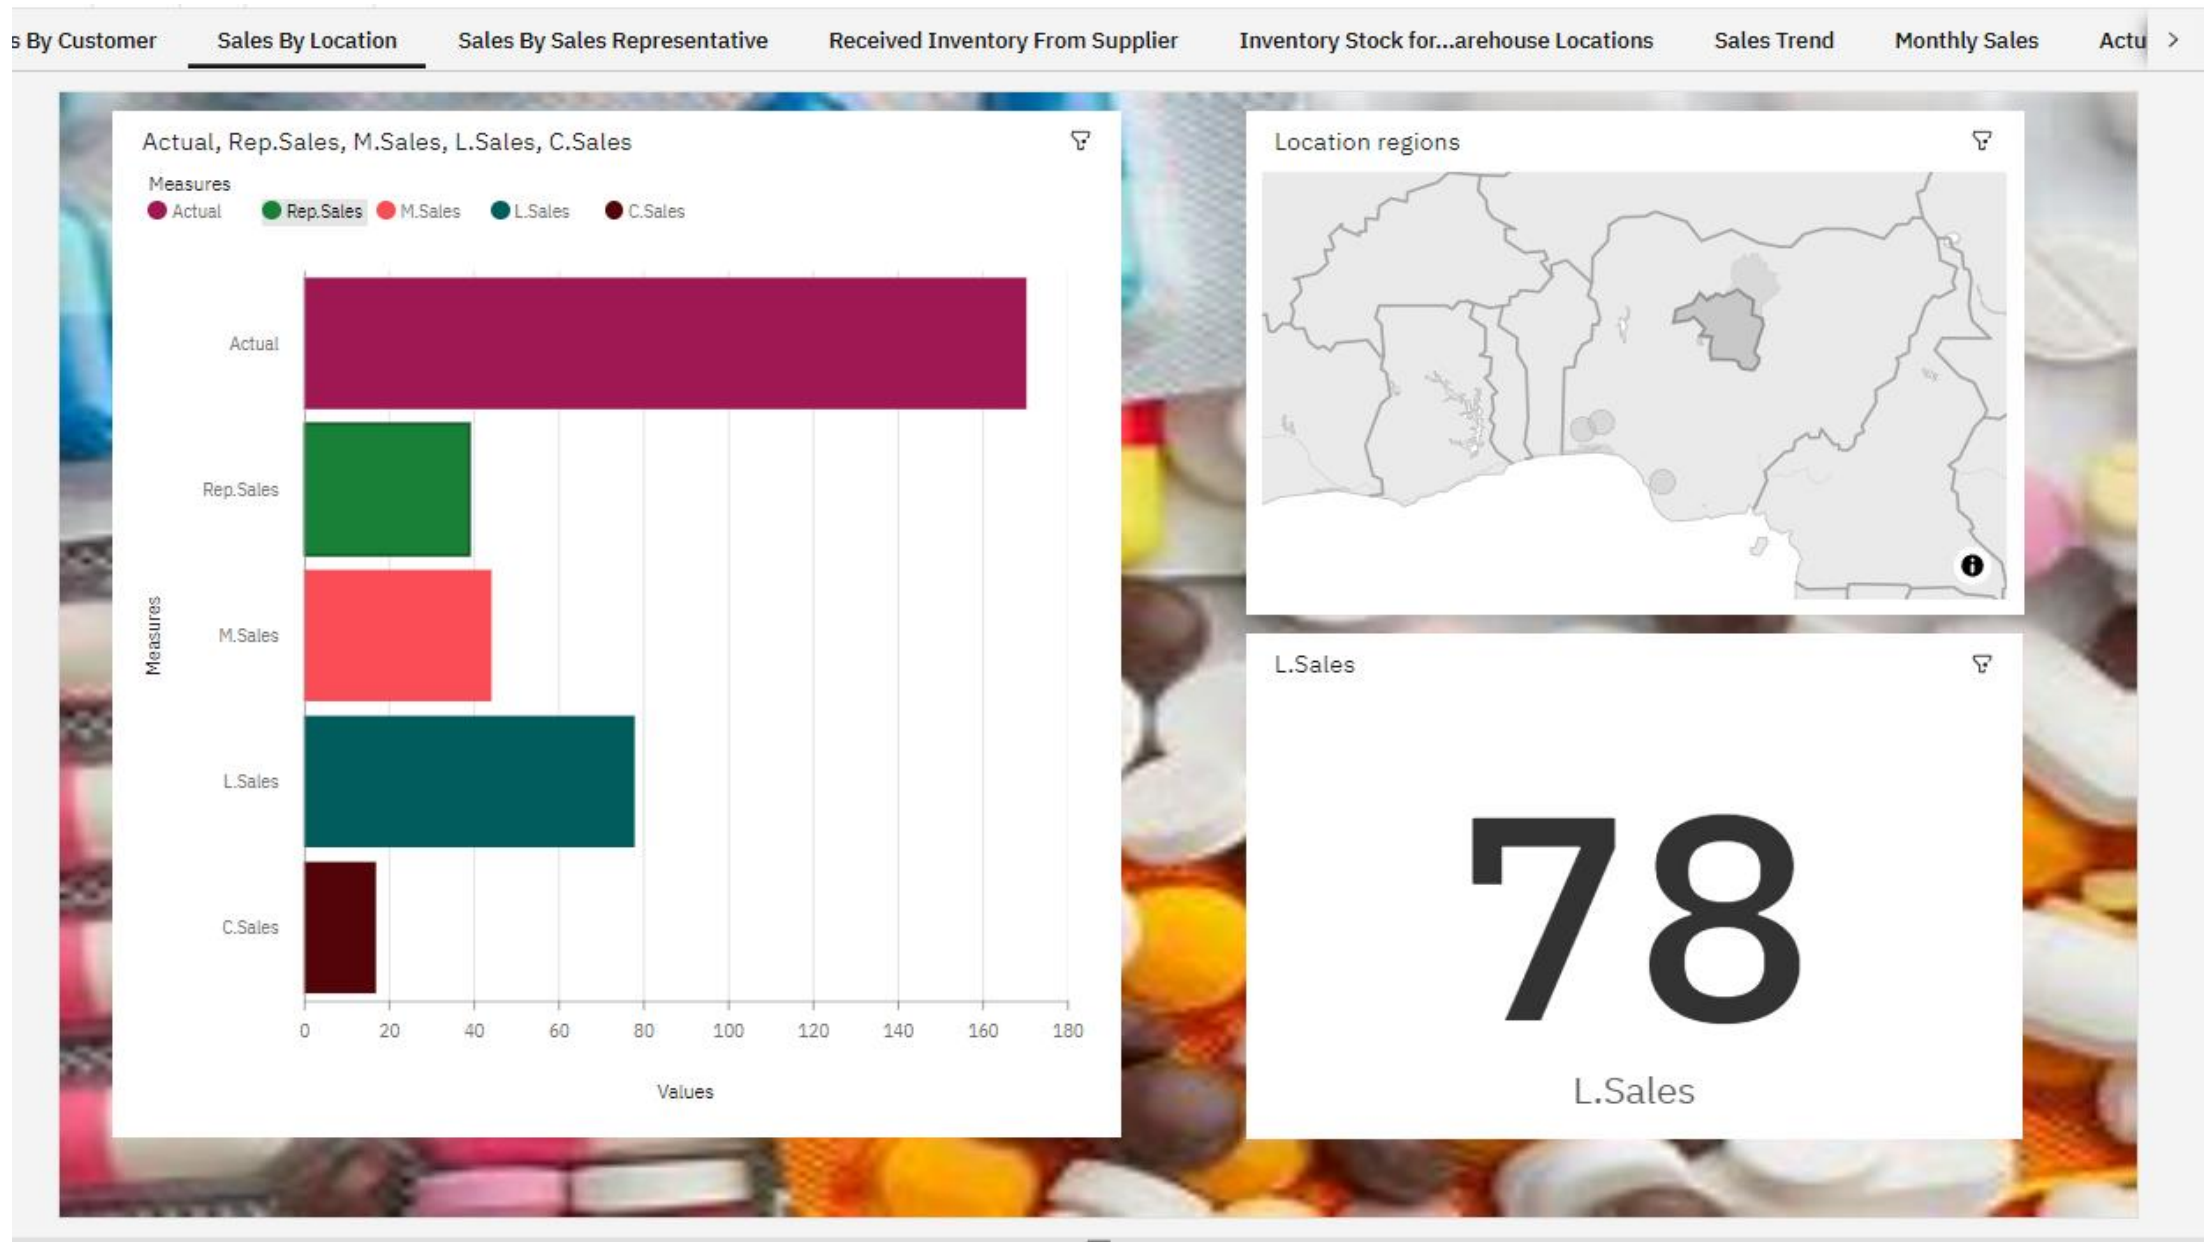 s By Customer
Sales By Location
Sales By Sales Representative
Received Inventory From Supplier
Inventory Stock for...arehouse Locations
Sales Trend
Monthly Sales
Actu
Actual, Rep.Sales, M.Sales, L.Sales, C.Sales
Measures
Actual
Rep.Sales
M.Sales
L.Sales
C.Sales
Measures
Actual
Rep.Sales
M.Sales
L.Sales
C.Sales
0 20 40 60 80 100 120 140 160 180
Values
Location regions
L.Sales
78
L.Sales